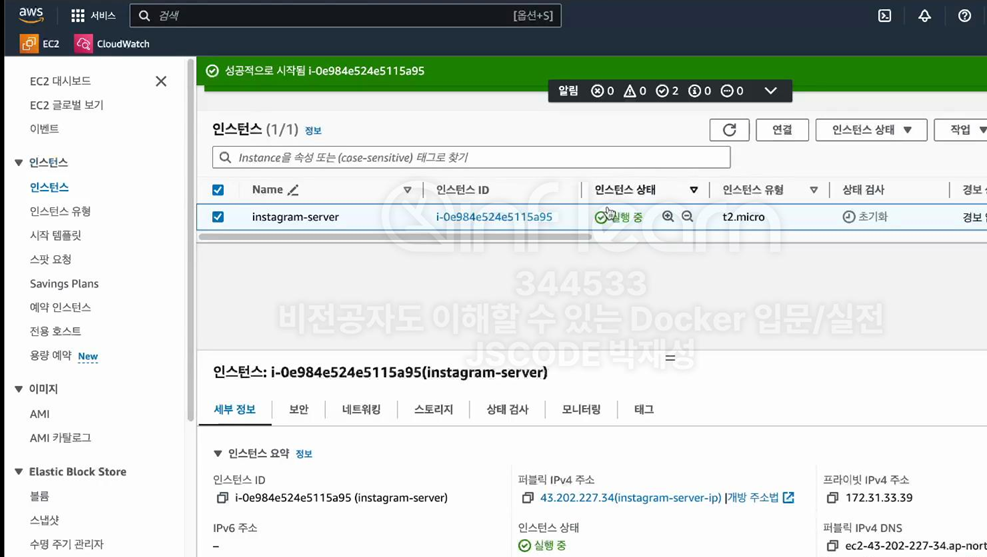 aws 서비스 검색 [옵션+S]
EC2 CloudWatch
EC2 대시보드
EC2 글로벌 보기
이벤트
인스턴스
인스턴스
인스턴스 유형
시작 템플릿
스팟 요청
Savings Plans
예약 인스턴스
전용 호스트
용량 예약 New
이미지
AMI
AMI 카탈로그
Elastic Block Store
볼륨
스냅샷
수명 주기 관리자
성공적으로 시작됨 i-0e984e524e5115a95
알림 0 0 2 0 0
인스턴스 (1/1) 정보
연결 인스턴스 상태 작업
Instance을 속성 또는 (case-sensitive) 태그로 찾기
Name 인스턴스 ID 인스턴스 상태 인스턴스 유형 상태 검사 경보
instagram-server i-0e984e524e5115a95 실행 중 t2.micro 초기화 경보
inflearn
344533
비전공자도 이해할 수 있는 Docker 입문/실전
JSCODE 박재성
인스턴스: i-0e984e524e5115a95(instagram-server)
세부 정보 보안 네트워킹 스토리지 상태 검사 모니터링 태그
인스턴스 요약 정보
인스턴스 ID
i-0e984e524e5115a95 (instagram-server)
IPv6 주소
–
퍼블릭 IPv4 주소
43.202.227.34(instagram-server-ip) |개방 주소법
인스턴스 상태
실행 중
프라이빗 IPv4 주소
172.31.33.39
퍼블릭 IPv4 DNS
ec2-43-202-227-34.ap-nort